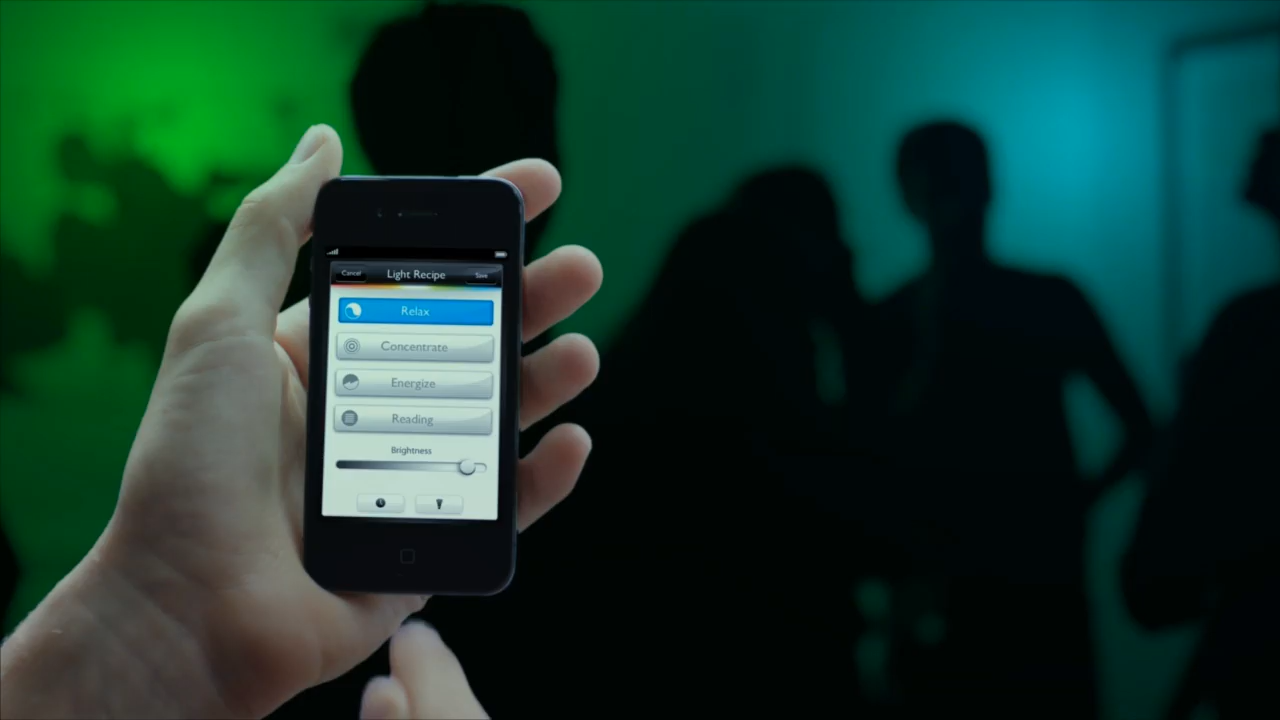 Cancel Light Recipe Save
Relax
Concentrate
Energize
Reading
Brightness